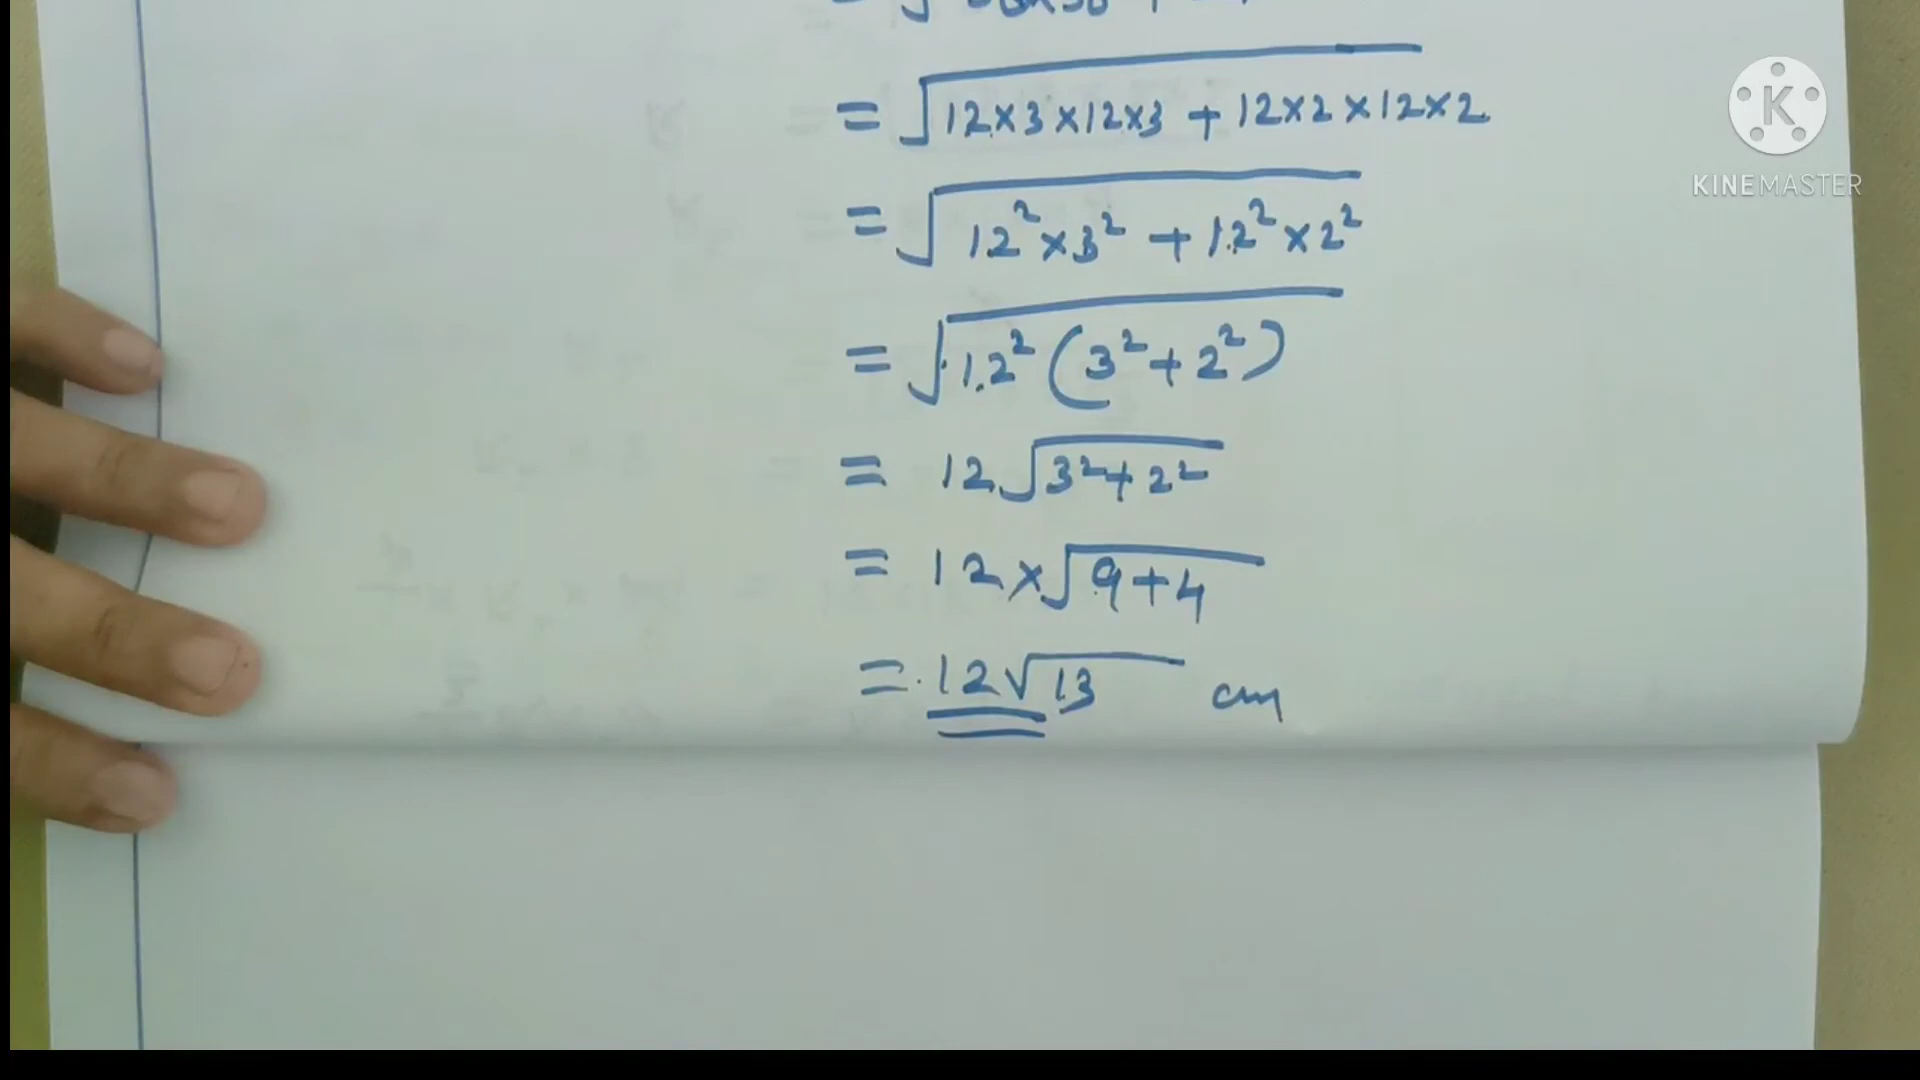 = √12×3×12×3 + 12×2×12×2
= √12²×3² + 12²×2²
= √12²(3²+2²)
= 12√3²+2²
= 12×√9+4
= 12√13 cm
K
KINEMASTER